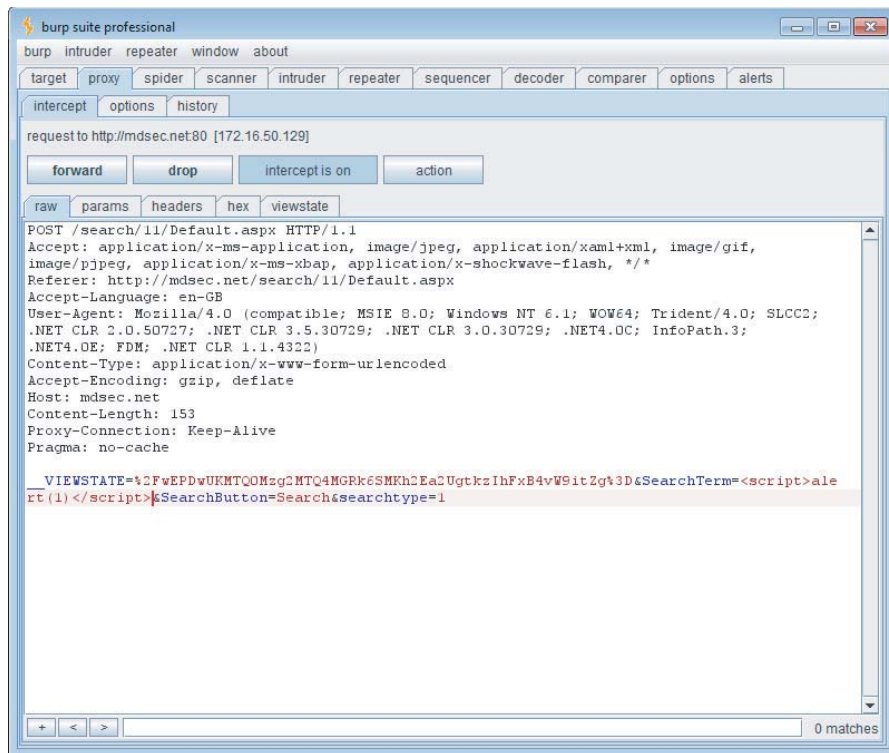 burp suite professional
burp intruder repeater window about
target proxy spider scanner intruder repeater sequencer decoder comparer options alerts
intercept options history
request to http://mdsec.net:80 [172.16.50.129]
forward drop intercept is on action
raw params headers hex viewstate
POST /search/11/Default.aspx HTTP/1.1
Accept: application/x-ms-application, image/jpeg, application/xaml+xml, image/gif,
image/pjpeg, application/x-ms-xbap, application/x-shockwave-flash, */*
Referer: http://mdsec.net/search/11/Default.aspx
Accept-Language: en-GB
User-Agent: Mozilla/4.0 (compatible; MSIE 8.0; Windows NT 6.1; WOW64; Trident/4.0; SLCC2;
.NET CLR 2.0.50727; .NET CLR 3.5.30729; .NET CLR 3.0.30729; .NET4.0C; InfoPath.3;
.NET4.0E; FDM; .NET CLR 1.1.4322)
Content-Type: application/x-www-form-urlencoded
Accept-Encoding: gzip, deflate
Host: mdsec.net
Content-Length: 153
Proxy-Connection: Keep-Alive
Pragma: no-cache
__VIEWSTATE=%2FwEPDwUKMTQ0Mzg2MTQ4MGRk6SMKh2Ea2UgtkzIhFxB4vW9itZg%3D&SearchTerm=<script>ale
rt(1)</script>&SearchButton=Search&searchtype=1
+ < > 0 matches